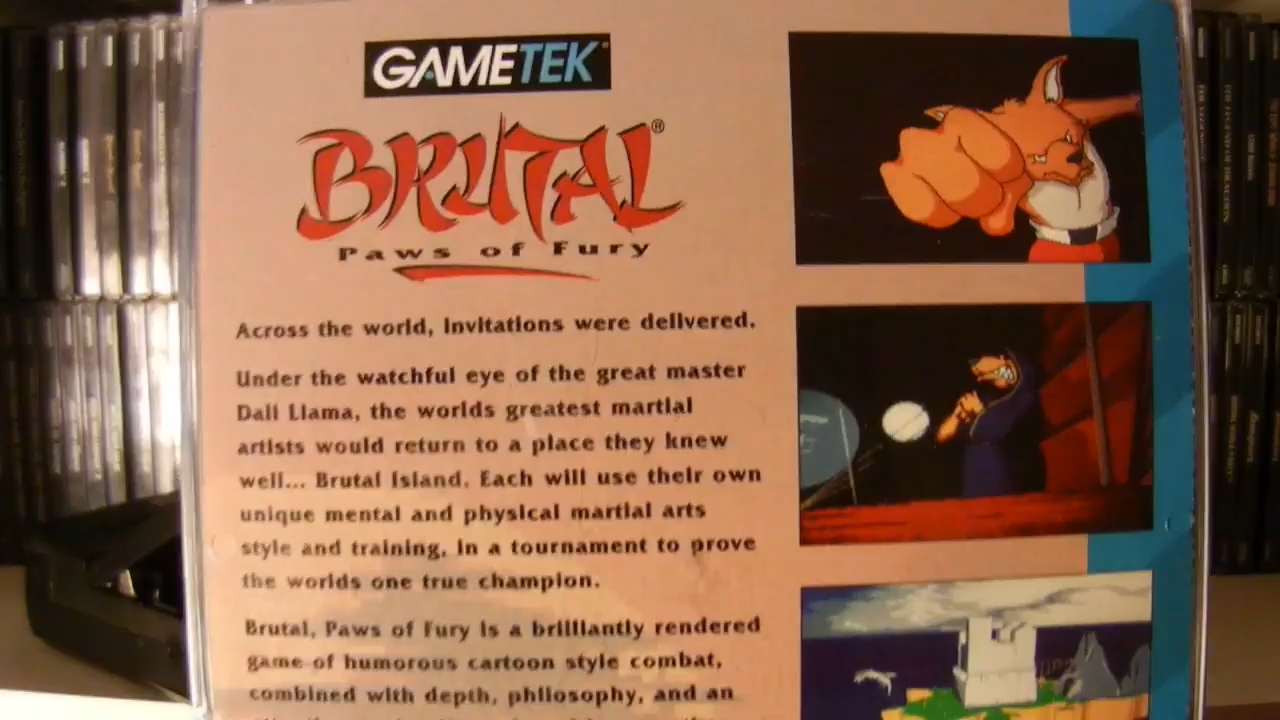 GAMETEK
BRUTAL®
Paws of Fury
Across the world, invitations were delivered.
Under the watchful eye of the great master
Dali Llama, the worlds greatest martial
artists would return to a place they knew
well... Brutal Island. Each will use their own
unique mental and physical martial arts
style and training, in a tournament to prove
the worlds one true champion.
Brutal, Paws of Fury is a brilliantly rendered
game of humorous cartoon style combat,
combined with depth, philosophy, and an